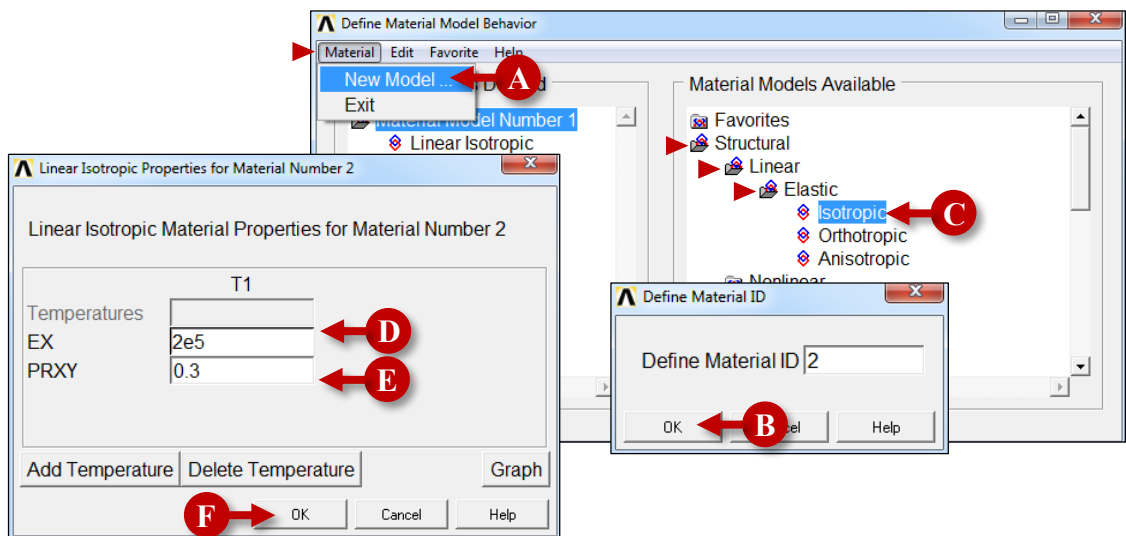 Define Material Model Behavior
Material Edit Favorite Help
New Model ... A
Exit
Material Model Number 1
Linear Isotropic
Material Models Available
Favorites
Structural
Linear
Elastic
Isotropic C
Orthotropic
Anisotropic
Nonlinear
Linear Isotropic Properties for Material Number 2
Linear Isotropic Material Properties for Material Number 2
T1
Temperatures
EX 2e5 D
PRXY 0.3 E
Add Temperature Delete Temperature Graph
F OK Cancel Help
Define Material ID
Define Material ID 2
OK B Help